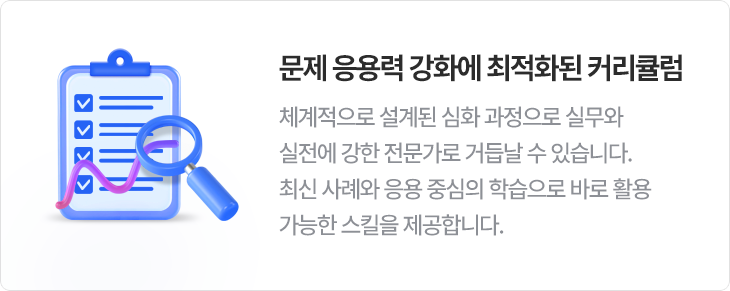 문제 응용력 강화에 최적화된 커리큘럼
체계적으로 설계된 심화 과정으로 실무와
실전에 강한 전문가로 거듭날 수 있습니다.
최신 사례와 응용 중심의 학습으로 바로 활용
가능한 스킬을 제공합니다.